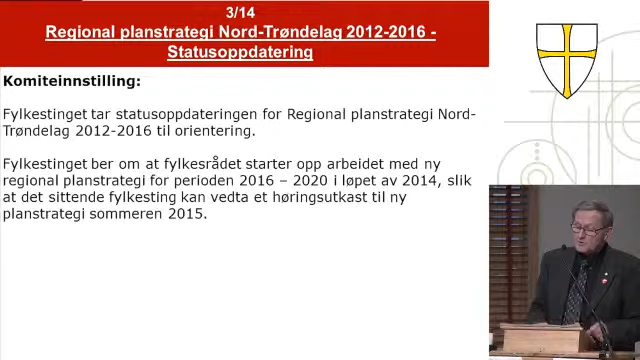 3/14
Regional planstrategi Nord-Trøndelag 2012-2016 -
Statusoppdatering
Komiteinnstilling:
Fylkestinget tar statusoppdateringen for Regional planstrategi Nord-
Trøndelag 2012-2016 til orientering.
Fylkestinget ber om at fylkesrådet starter opp arbeidet med ny
regional planstrategi for perioden 2016 – 2020 i løpet av 2014, slik
at det sittende fylkesting kan vedta et høringsutkast til ny
planstrategi sommeren 2015.